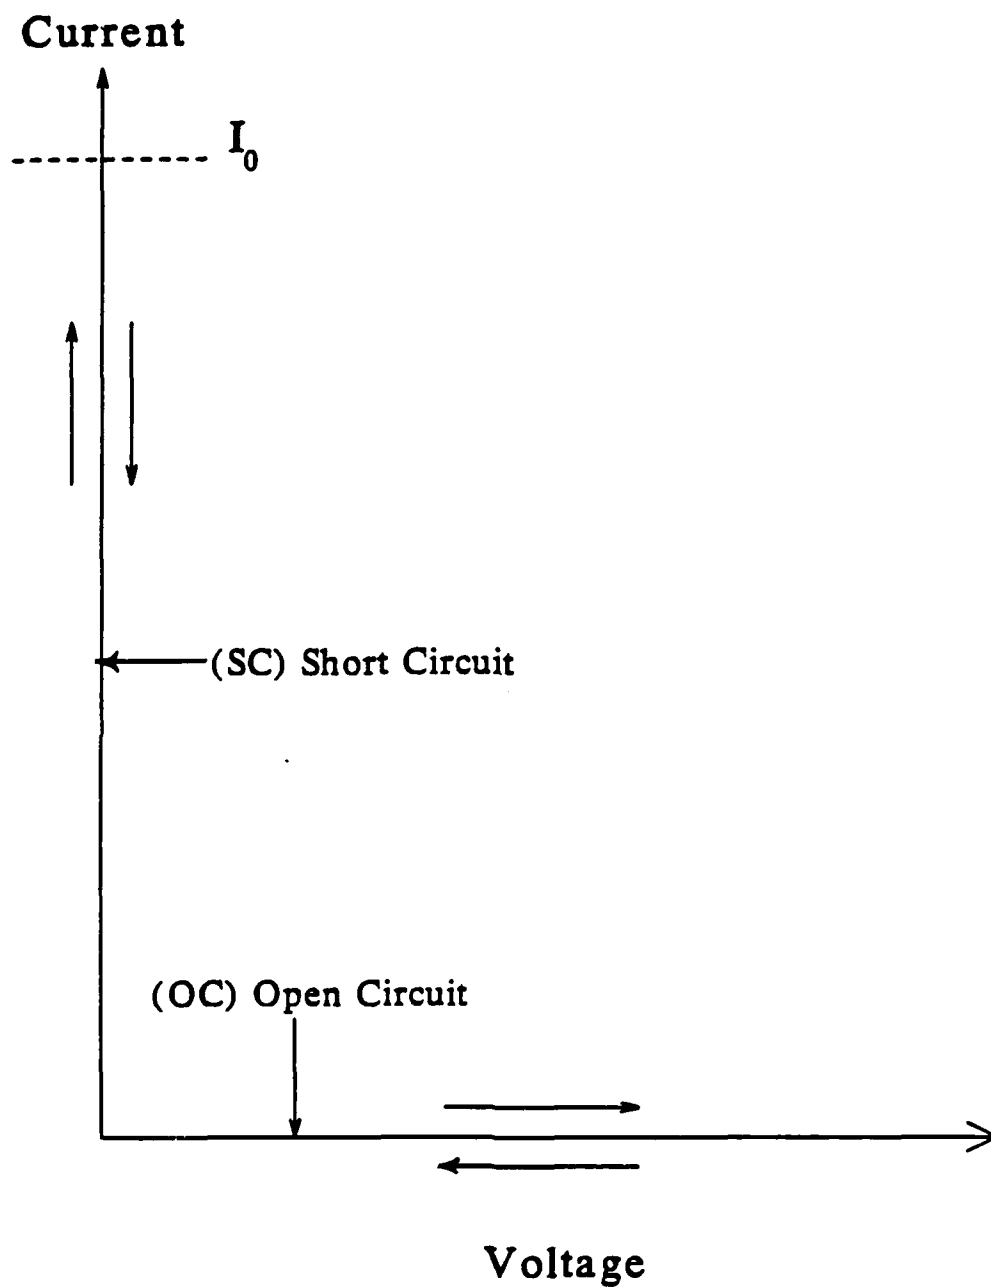 Current
I₀
(SC) Short Circuit
(OC) Open Circuit
Voltage